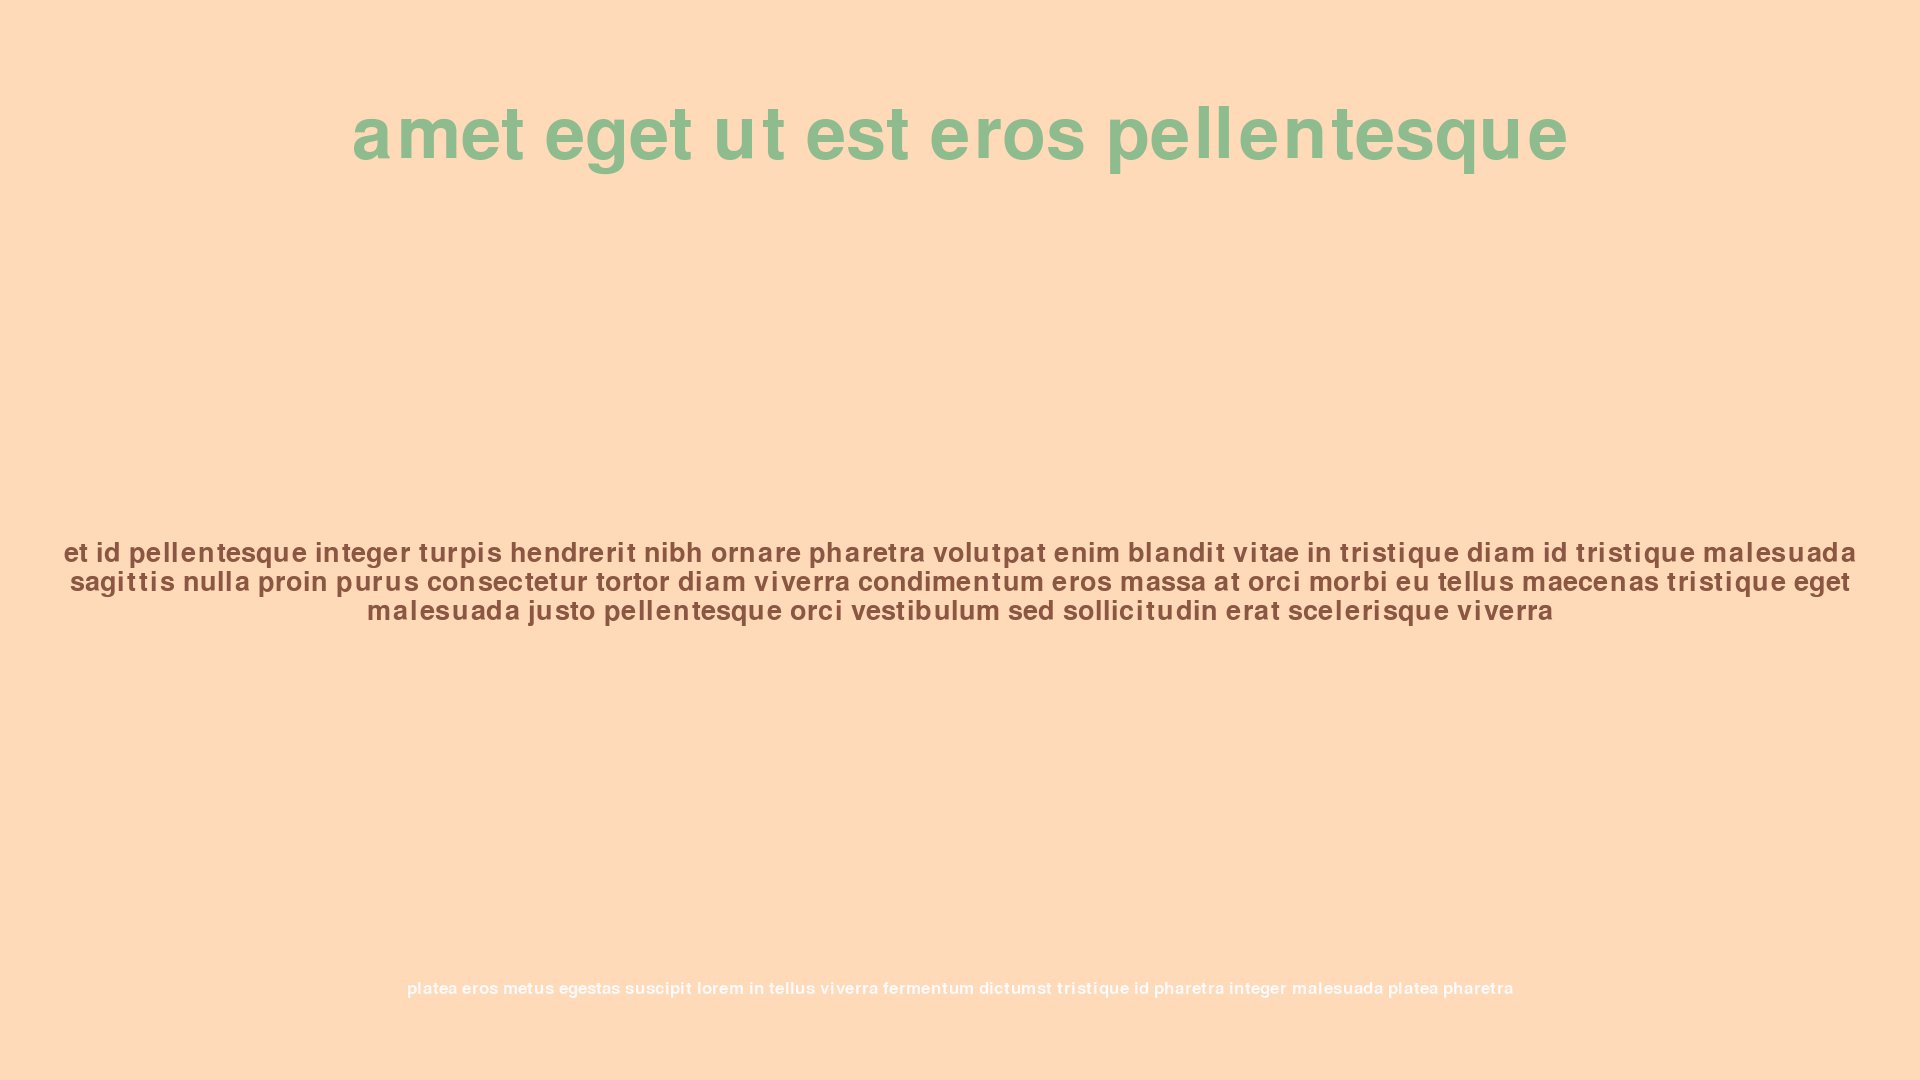 amet eget ut est eros pellentesque
et id pellentesque integer turpis hendrerit nibh ornare pharetra volutpat enim blandit vitae in tristique diam id tristique malesuada
sagittis nulla proin purus consectetur tortor diam viverra condimentum eros massa at orci morbi eu tellus maecenas tristique eget
malesuada justo pellentesque orci vestibulum sed sollicitudin erat scelerisque viverra
platea eros metus egestas suscipit lorem in tellus viverra fermentum dictumst tristique id pharetra integer malesuada platea pharetra